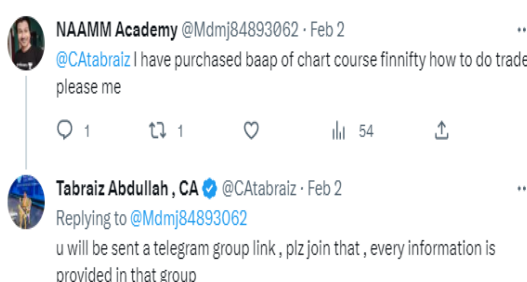 NAAMM Academy @Mdmj84893062 · Feb 2
@CAtabraiz I have purchased baap of chart course finnifty how to do trade
please me
1 1 54
Tabraiz Abdullah , CA @CAtabraiz · Feb 2
Replying to @Mdmj84893062
u will be sent a telegram group link , plz join that , every information is
provided in that group